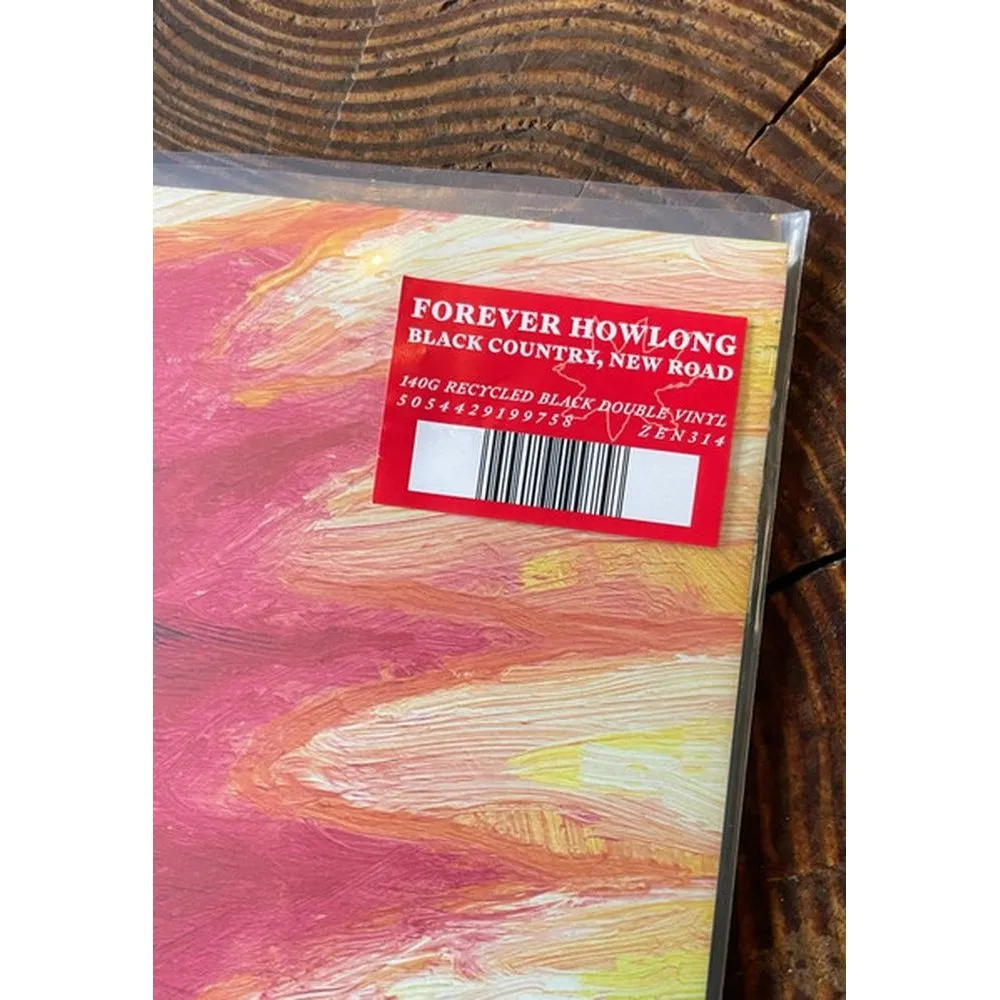 FOREVER HOWLONG
BLACK COUNTRY, NEW ROAD
140G RECYCLED BLACK DOUBLE VINYL
5054429199758 ZEN314